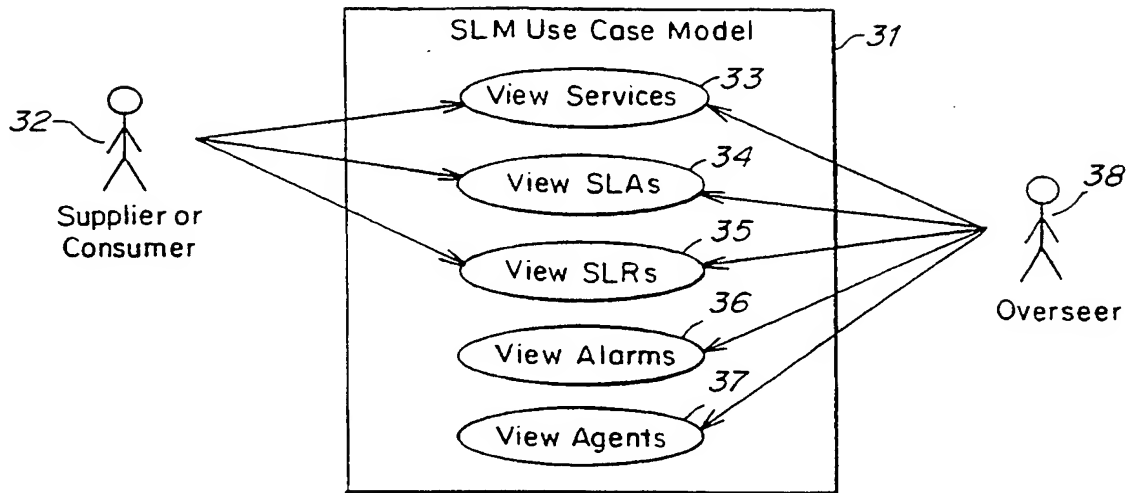 SLM Use Case Model
31
View Services
33
32
View SLAs
34
38
Supplier or
Consumer
View SLRs
35
Overseer
View Alarms
36
View Agents
37